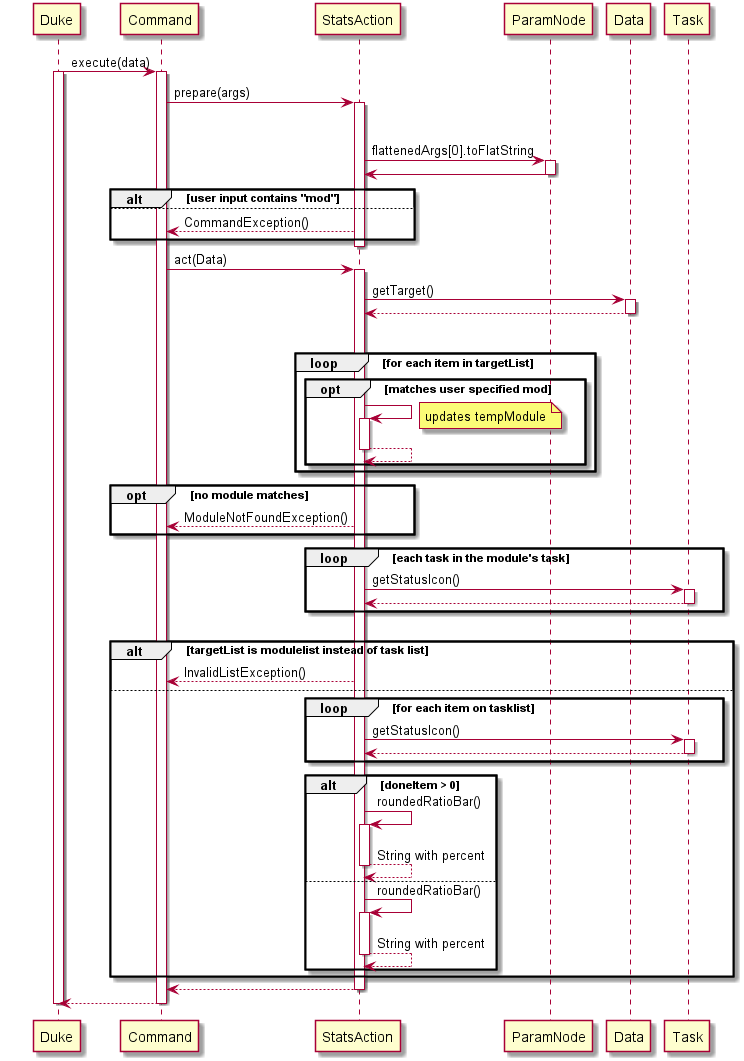 Duke Command StatsAction ParamNode Data Task
execute(data)
prepare(args)
flattenedArgs[0].toFlatString
alt [user input contains "mod"]
CommandException()
act(Data)
getTarget()
loop [for each item in targetList]
opt [matches user specified mod]
updates tempModule
opt [no module matches]
ModuleNotFoundException()
loop [each task in the module's task]
getStatusIcon()
alt [targetList is modulelist instead of task list]
InvalidListException()
loop [for each item on tasklist]
getStatusIcon()
alt [doneItem > 0]
roundedRatioBar()
String with percent
roundedRatioBar()
String with percent
Duke Command StatsAction ParamNode Data Task